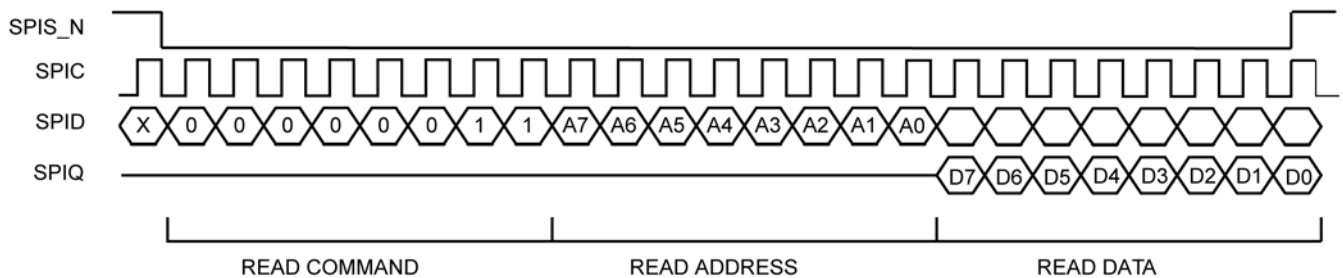 SPIS_N
SPIC
SPID X 0 0 0 0 0 0 1 1 A7 A6 A5 A4 A3 A2 A1 A0
SPIQ D7 D6 D5 D4 D3 D2 D1 D0
READ COMMAND READ ADDRESS READ DATA